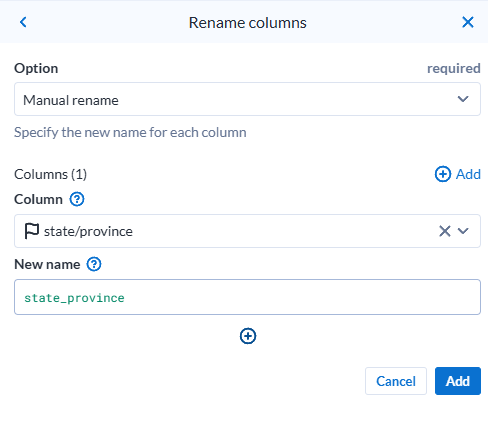 Rename columns
Option required
Manual rename
Specify the new name for each column
Columns (1) Add
Column ?
state/province
New name ?
state_province
Cancel Add